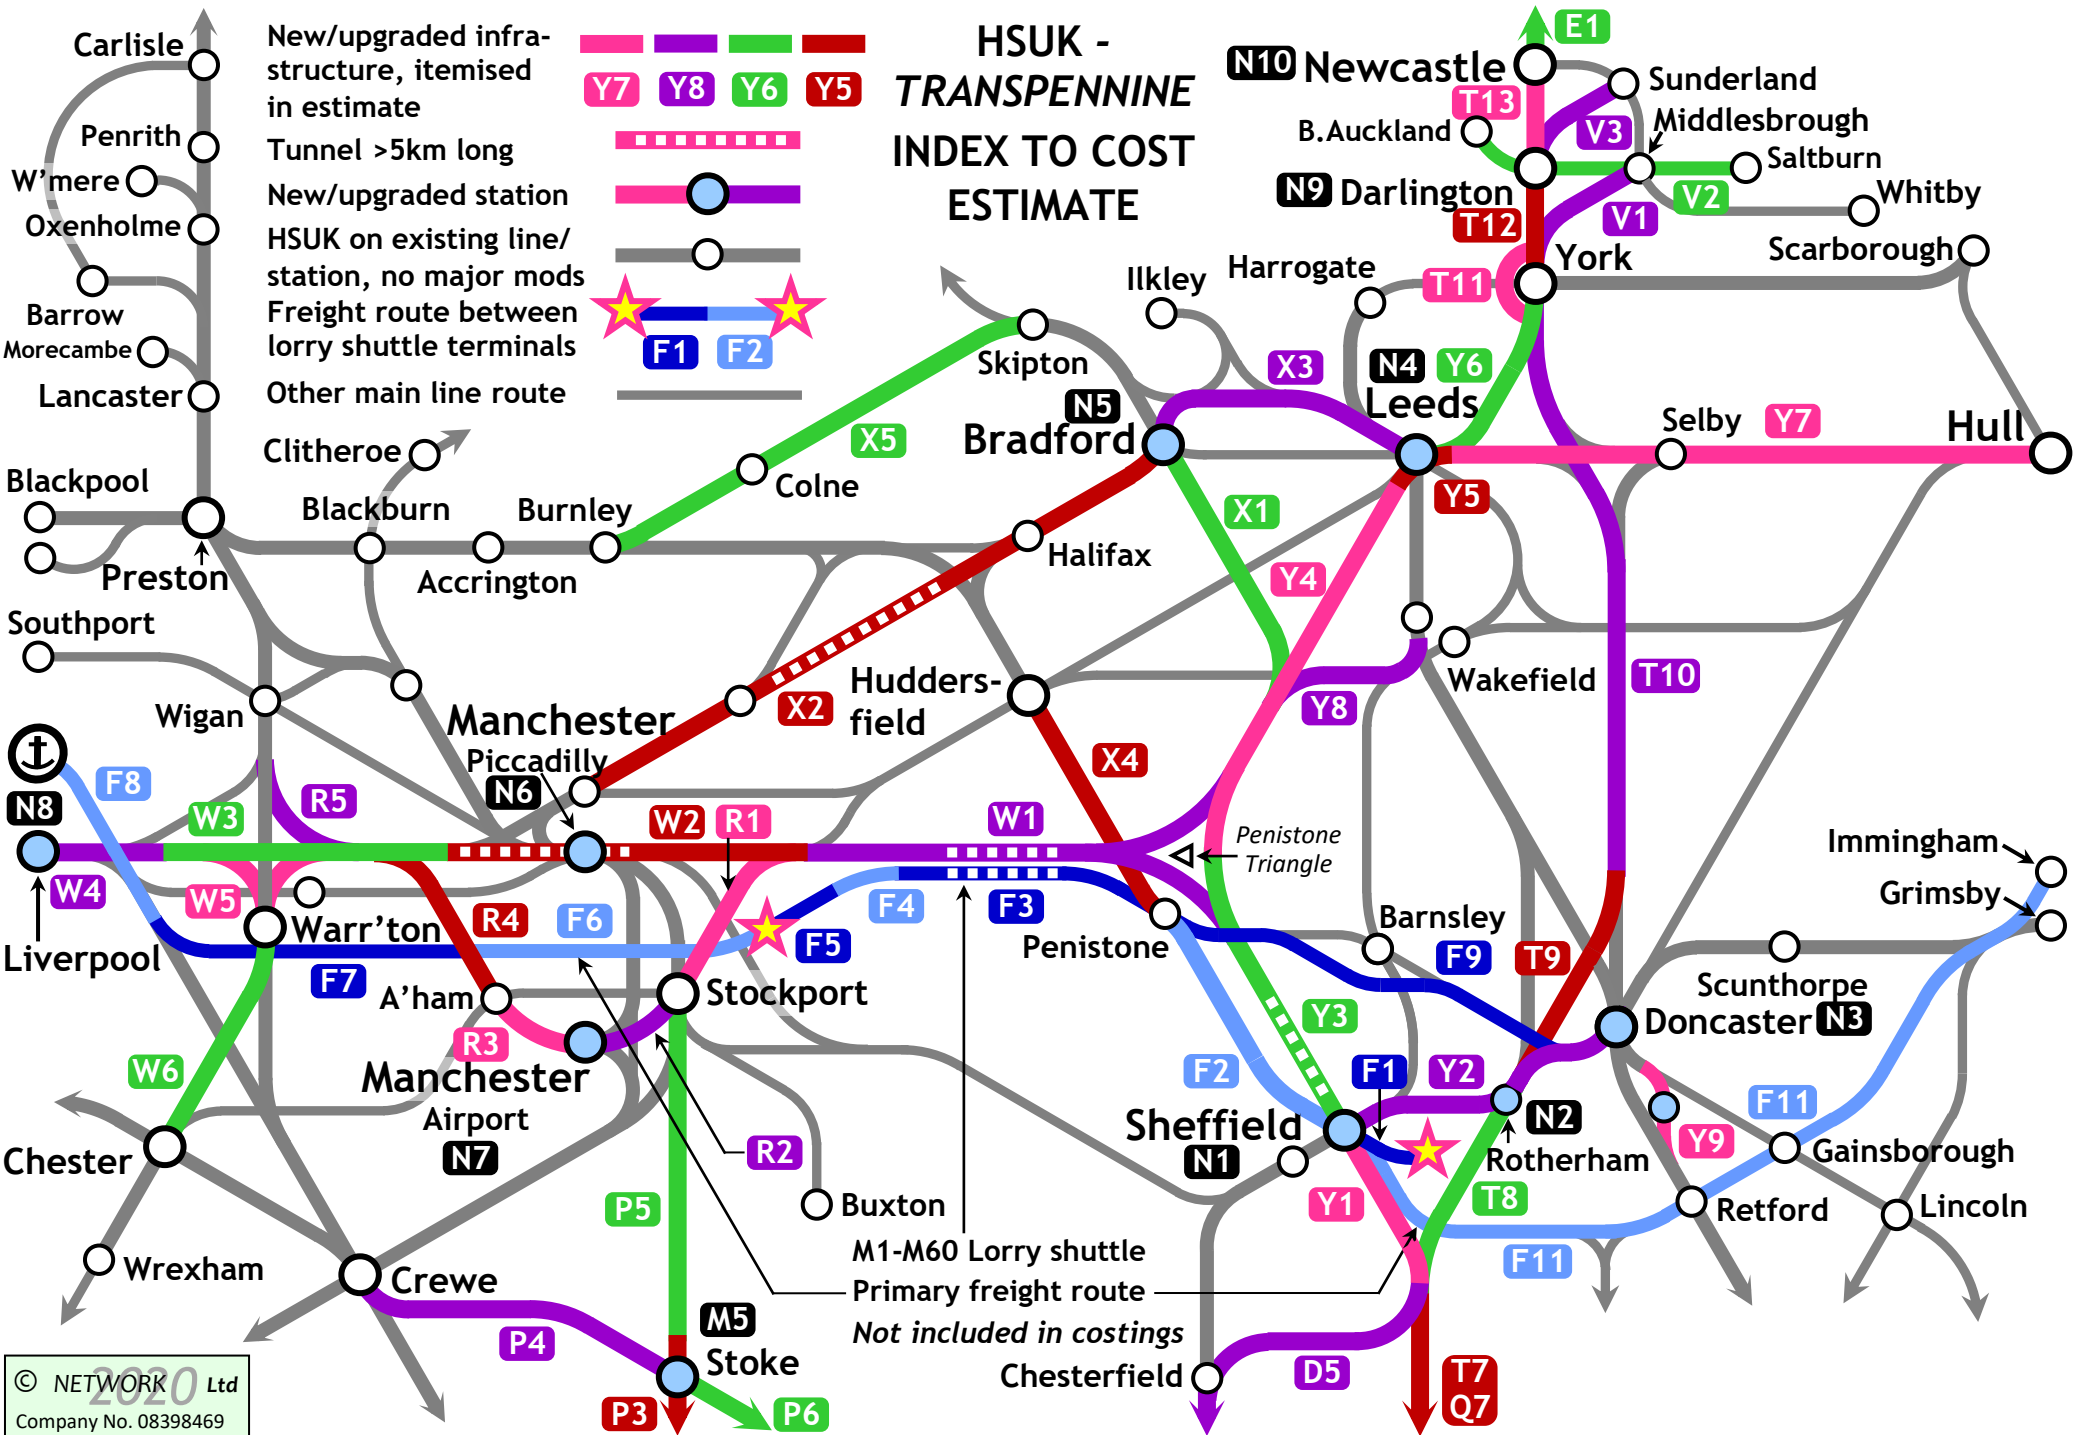 HSUK -
TRANSPENNINE
INDEX TO COST
ESTIMATE
New/upgraded infra-
structure, itemised
in estimate
Y7 Y8 Y6 Y5
Tunnel >5km long
New/upgraded station
HSUK on existing line/
station, no major mods
Freight route between
lorry shuttle terminals
F1 F2
Other main line route
Carlisle
Penrith
W'mere
Oxenholme
Barrow
Morecambe
Lancaster
Clitheroe
Blackpool
Preston
Blackburn
Accrington
Burnley
Colne
X5
Skipton
Southport
Wigan
E1
N10 Newcastle
T13
Sunderland
V3
Middlesbrough
B.Auckland
Saltburn
N9 Darlington
V2
Whitby
V1
T12
York
Scarborough
Ilkley
Harrogate
T11
X3
N4
Y6
Leeds
N5
Bradford
Selby
Y7
Hull
Y5
X1
Halifax
Y4
X2
Hudders-
field
Wakefield
T10
Y8
X4
Manchester
Piccadilly
N6
F8
N8
R5
W3
W2
R1
W1
Penistone
Triangle
W4
W5
Liverpool
Warr'ton
R4
F6
F4
F3
F5
F7
Penistone
Barnsley
F9
T9
Immingham
Grimsby
Scunthorpe
Doncaster N3
A'ham
Stockport
R3
Manchester
Airport
N7
W6
Chester
Wrexham
Crewe
P4
P5
R2
Buxton
Y3
F2
F1
Y2
Sheffield
N1
N2
Rotherham
Y9
F11
Gainsborough
Y1
T8
Retford
Lincoln
F11
M1-M60 Lorry shuttle
Primary freight route
Not included in costings
M5
Stoke
P3
P6
Chesterfield
D5
T7
Q7
© NETWORK 2020 Ltd
Company No. 08398469